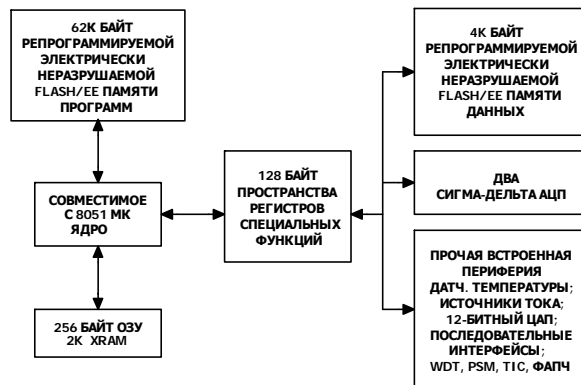 62К БАЙТ
РЕПРОГРАММИРУЕМОЙ
ЭЛЕКТРИЧЕСКИ
НЕРАЗРУШАЕМОЙ
FLASH/EE ПАМЯТИ
ПРОГРАММ
4К БАЙТ
РЕПРОГРАММИРУЕМОЙ
ЭЛЕКТРИЧЕСКИ
НЕРАЗРУШАЕМОЙ
FLASH/EE ПАМЯТИ
ДАННЫХ
128 БАЙТ
ПРОСТРАНСТВА
РЕГИСТРОВ
СПЕЦИАЛЬНЫХ
ФУНКЦИЙ
ДВА
СИГМА-ДЕЛЬТА АЦП
СОВМЕСТИМОЕ
С 8051 МК
ЯДРО
ПРОЧАЯ ВСТРОЕННАЯ
ПЕРИФЕРИЯ
ДАТЧ. ТЕМПЕРАТУРЫ;
ИСТОЧНИКИ ТОКА;
12-БИТНЫЙ ЦАП;
ПОСЛЕДОВАТЕЛЬНЫЕ
ИНТЕРФЕЙСЫ;
WDT, PSM, TIC, ФАПЧ
256 БАЙТ ОЗУ
2K XRAM